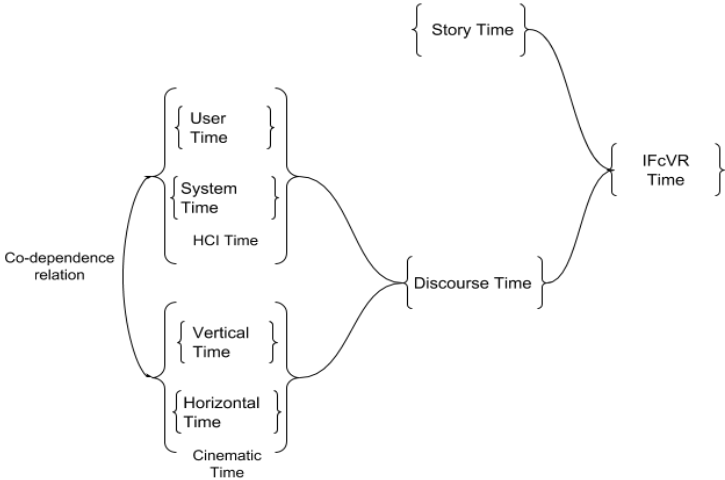 Story Time
User
Time
System
Time
HCI Time
IFcVR
Time
Co-dependence
relation
Discourse Time
Vertical
Time
Horizontal
Time
Cinematic
Time